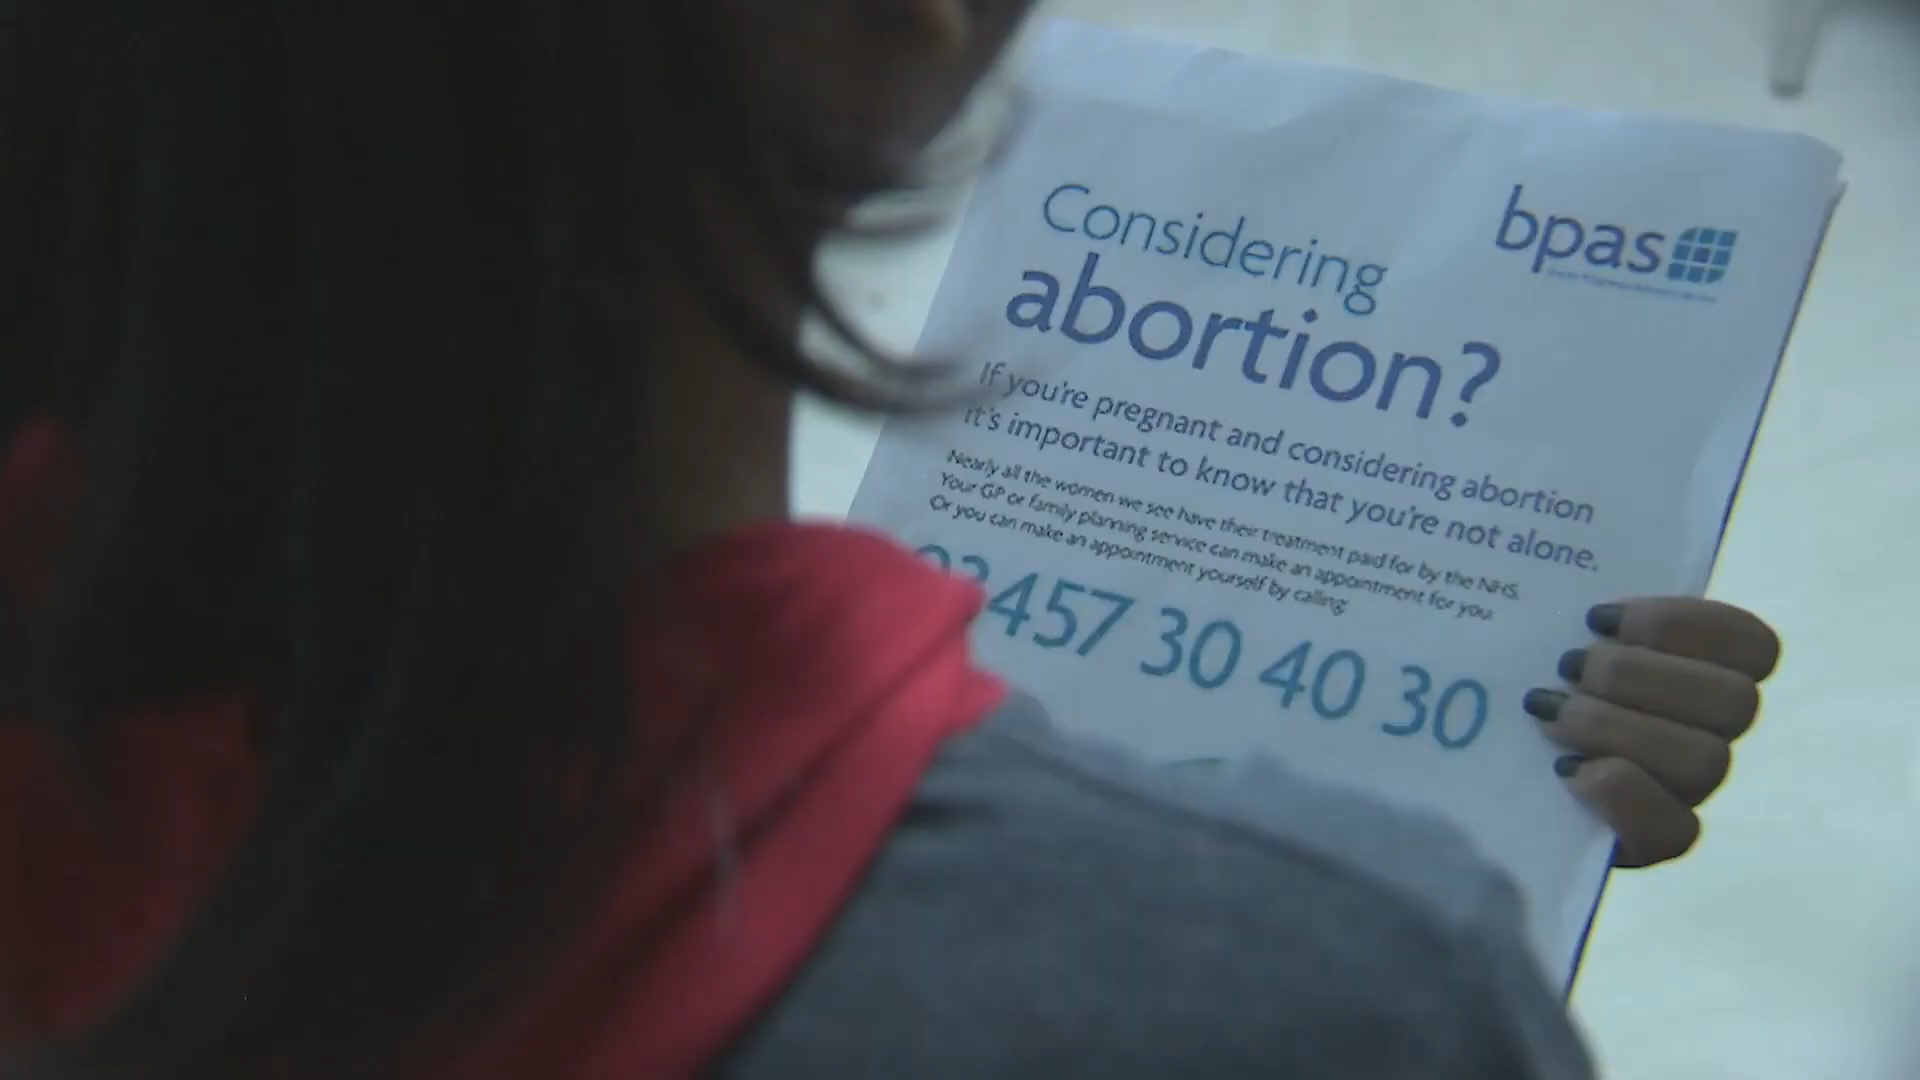 bpas
Considering
abortion?
If you're pregnant and considering abortion
it's important to know that you're not alone.
Nearly all the women we see have their treatment paid for by the NHS.
Your GP or family planning service can make an appointment for you.
Or you can make an appointment yourself by calling:
03457 30 40 30